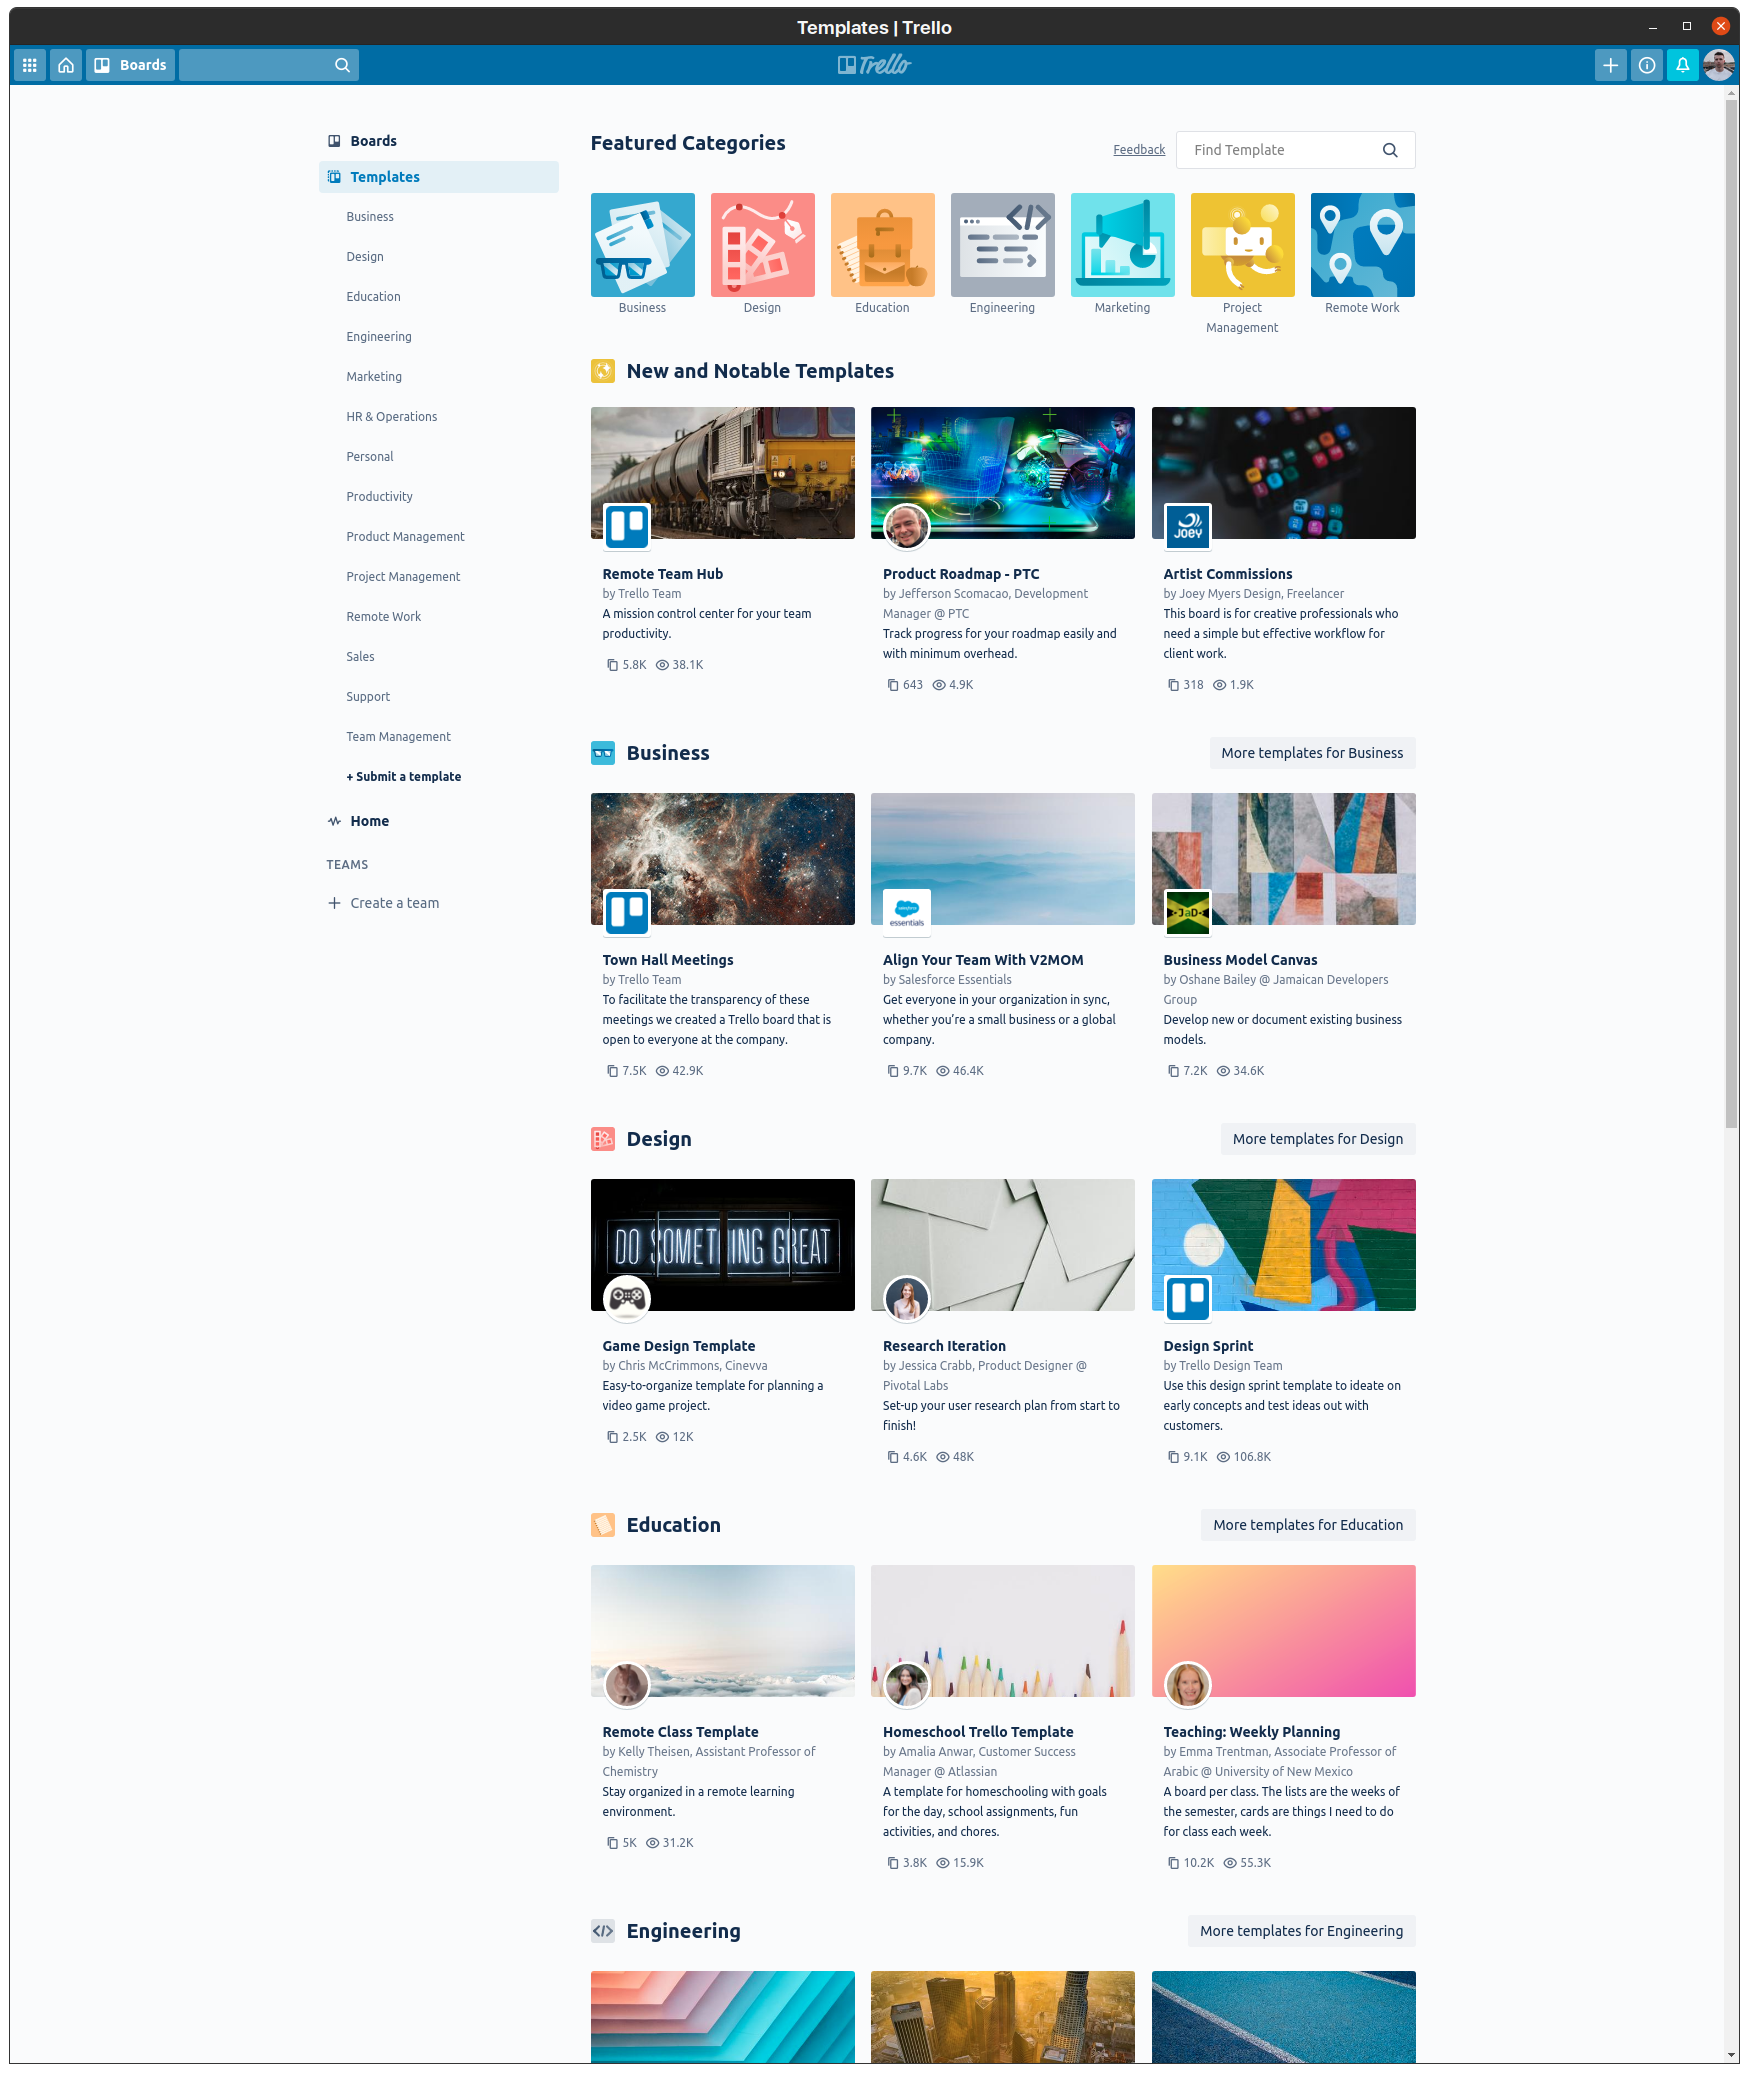 Templates | Trello
Boards
Trello
Boards
Templates
Business
Design
Education
Engineering
Marketing
HR & Operations
Personal
Productivity
Product Management
Project Management
Remote Work
Sales
Support
Team Management
+ Submit a template
Home
TEAMS
Create a team
Featured Categories
Feedback
Find Template
Business
Design
Education
Engineering
Marketing
Project
Management
Remote Work
New and Notable Templates
JOEY
Remote Team Hub
by Trello Team
A mission control center for your team
productivity.
5.8K 38.1K
Product Roadmap - PTC
by Jefferson Scomacao, Development
Manager @ PTC
Track progress for your roadmap easily and
with minimum overhead.
643 4.9K
Artist Commissions
by Joey Myers Design, Freelancer
This board is for creative professionals who
need a simple but effective workflow for
client work.
318 1.9K
Business
More templates for Business
salesforce
essentials
JaD
Town Hall Meetings
by Trello Team
To facilitate the transparency of these
meetings we created a Trello board that is
open to everyone at the company.
7.5K 42.9K
Align Your Team With V2MOM
by Salesforce Essentials
Get everyone in your organization in sync,
whether you’re a small business or a global
company.
9.7K 46.4K
Business Model Canvas
by Oshane Bailey @ Jamaican Developers
Group
Develop new or document existing business
models.
7.2K 34.6K
Design
More templates for Design
DO SOMETHING GREAT
Game Design Template
by Chris McCrimmons, Cinevva
Easy-to-organize template for planning a
video game project.
2.5K 12K
Research Iteration
by Jessica Crabb, Product Designer @
Pivotal Labs
Set-up your user research plan from start to
finish!
4.6K 48K
Design Sprint
by Trello Design Team
Use this design sprint template to ideate on
early concepts and test ideas out with
customers.
9.1K 106.8K
Education
More templates for Education
Remote Class Template
by Kelly Theisen, Assistant Professor of
Chemistry
Stay organized in a remote learning
environment.
5K 31.2K
Homeschool Trello Template
by Amalia Anwar, Customer Success
Manager @ Atlassian
A template for homeschooling with goals
for the day, school assignments, fun
activities, and chores.
3.8K 15.9K
Teaching: Weekly Planning
by Emma Trentman, Associate Professor of
Arabic @ University of New Mexico
A board per class. The lists are the weeks of
the semester, cards are things I need to do
for class each week.
10.2K 55.3K
Engineering
More templates for Engineering